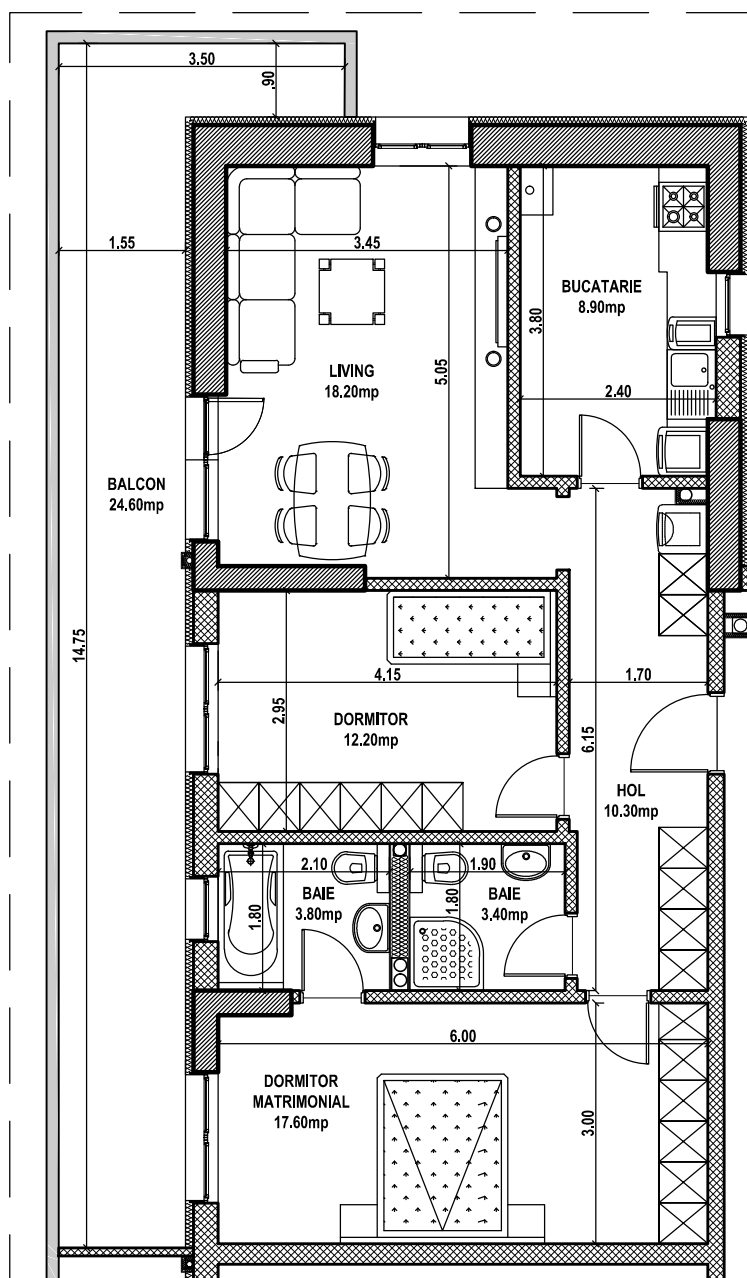 3.50
.90
1.55
3.45
BUCATARIE
8.90mp
3.80
LIVING
18.20mp
5.05
2.40
BALCON
24.60mp
14.75
4.15
1.70
2.95
DORMITOR
12.20mp
6.15
HOL
10.30mp
2.10
1.90
BAIE
3.80mp
1.80
BAIE
3.40mp
1.80
6.00
DORMITOR
MATRIMONIAL
17.60mp
3.00